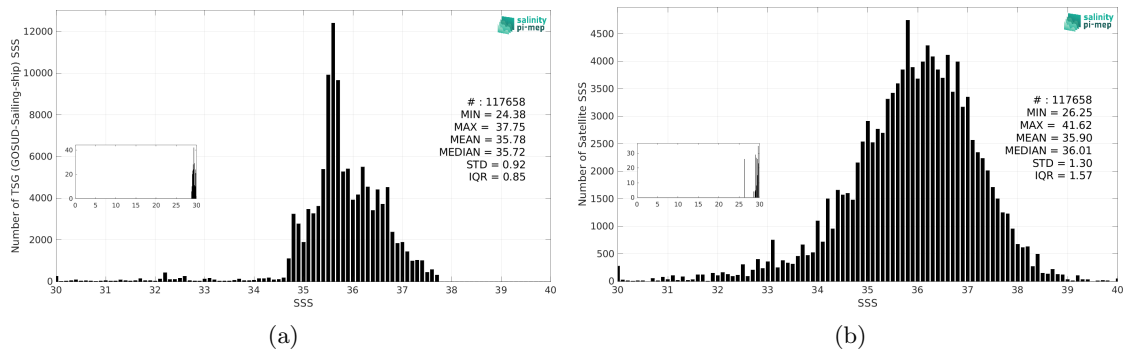 salinity
pi-mep
12000
10000
8000
6000
4000
2000
0
Number of TSG (GOSUD-Sailing-ship) SSS
# : 117658
MIN = 24.38
MAX = 37.75
MEAN = 35.78
MEDIAN = 35.72
STD = 0.92
IQR = 0.85
40
20
0
0 5 10 15 20 25 30
30 31 32 33 34 35 36 37 38 39 40
SSS
(a)
salinity
pi-mep
4500
4000
3500
3000
2500
2000
1500
1000
500
0
Number of Satellite SSS
# : 117658
MIN = 26.25
MAX = 41.62
MEAN = 35.90
MEDIAN = 36.01
STD = 1.30
IQR = 1.57
30
20
10
0
0 5 10 15 20 25 30
30 31 32 33 34 35 36 37 38 39 40
SSS
(b)